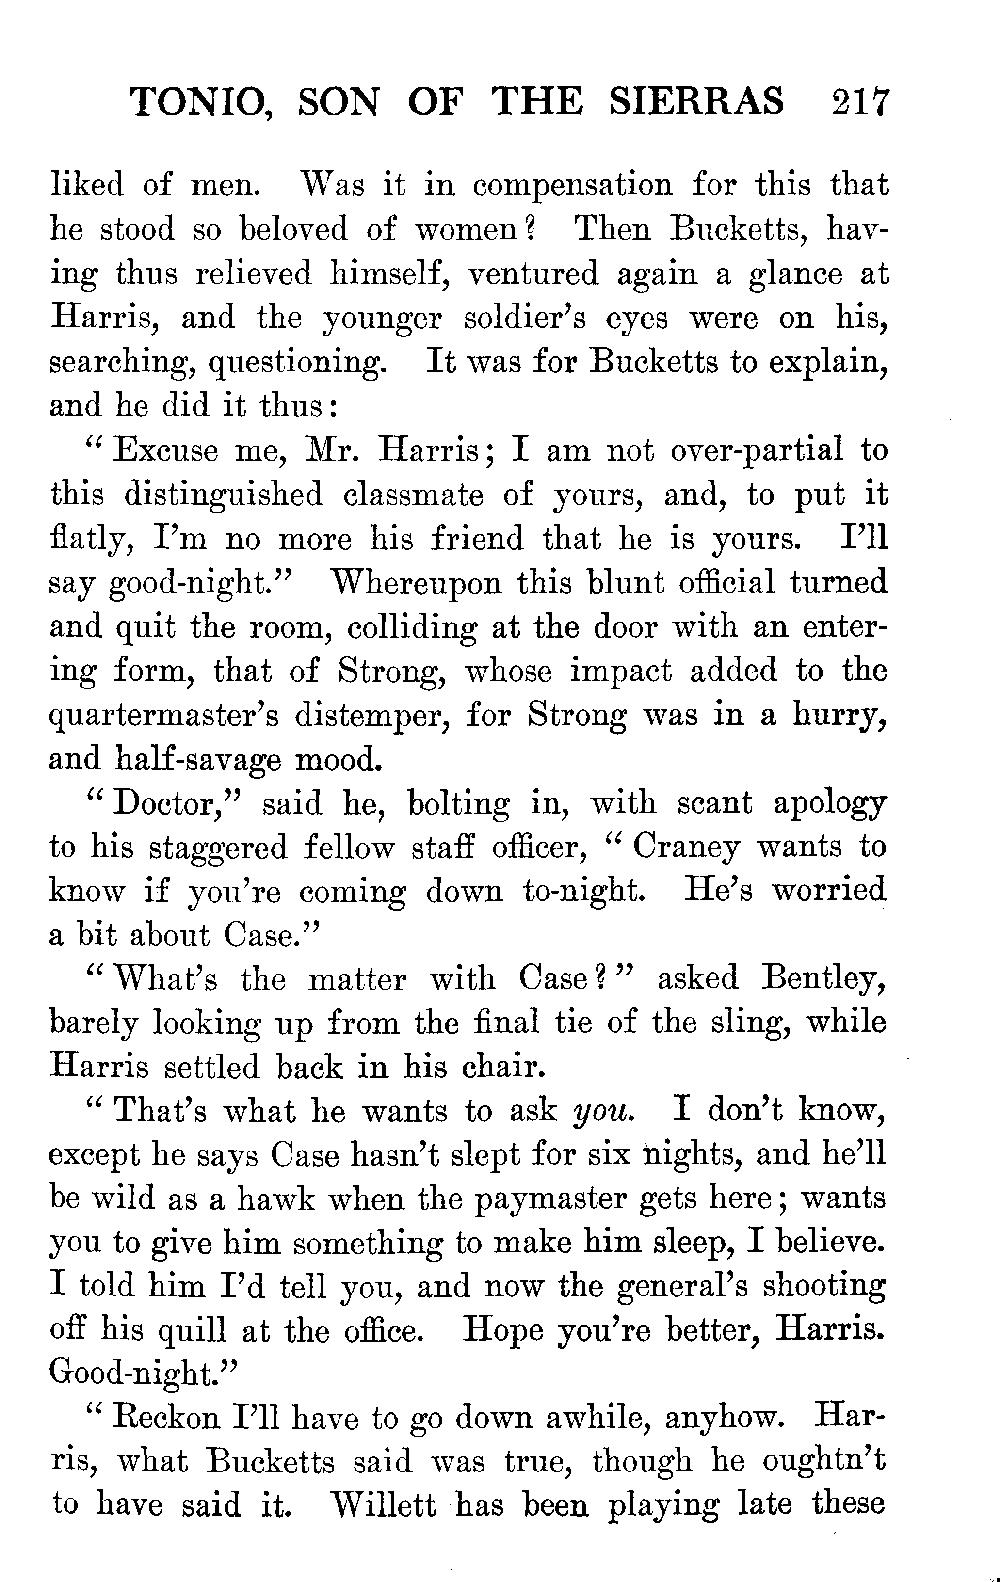 TONIO, SON OF THE SIERRAS 217
liked of men. Was it in compensation for this that
he stood so beloved of women? Then Bucketts, hav-
ing thus relieved himself, ventured again a glance at
Harris, and the younger soldier's eyes were on his,
searching, questioning. It was for Bucketts to explain,
and he did it thus:
"Excuse me, Mr. Harris; I am not over-partial to
this distinguished classmate of yours, and, to put it
flatly, I'm no more his friend that he is yours. I'll
say good-night." Whereupon this blunt official turned
and quit the room, colliding at the door with an enter-
ing form, that of Strong, whose impact added to the
quartermaster's distemper, for Strong was in a hurry,
and half-savage mood.
"Doctor," said he, bolting in, with scant apology
to his staggered fellow staff officer, "Craney wants to
know if you're coming down to-night. He's worried
a bit about Case."
"What's the matter with Case?" asked Bentley,
barely looking up from the final tie of the sling, while
Harris settled back in his chair.
"That's what he wants to ask you. I don't know,
except he says Case hasn't slept for six nights, and he'll
be wild as a hawk when the paymaster gets here; wants
you to give him something to make him sleep, I believe.
I told him I'd tell you, and now the general's shooting
off his quill at the office. Hope you're better, Harris.
Good-night."
"Reckon I'll have to go down awhile, anyhow. Har-
ris, what Bucketts said was true, though he oughtn't
to have said it. Willett has been playing late these